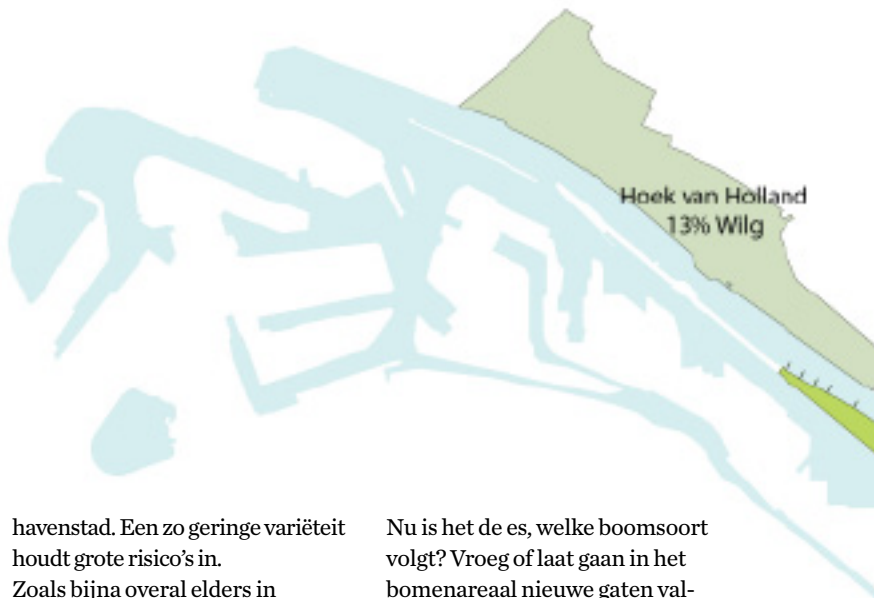 Hoek van Holland
13% Wilg
havenstad. Een zo geringe variëteit
houdt grote risico’s in.
Zoals bijna overal elders in
Nu is het de es, welke boomsoort
volgt? Vroeg of laat gaan in het
bomenareaal nieuwe gaten val-